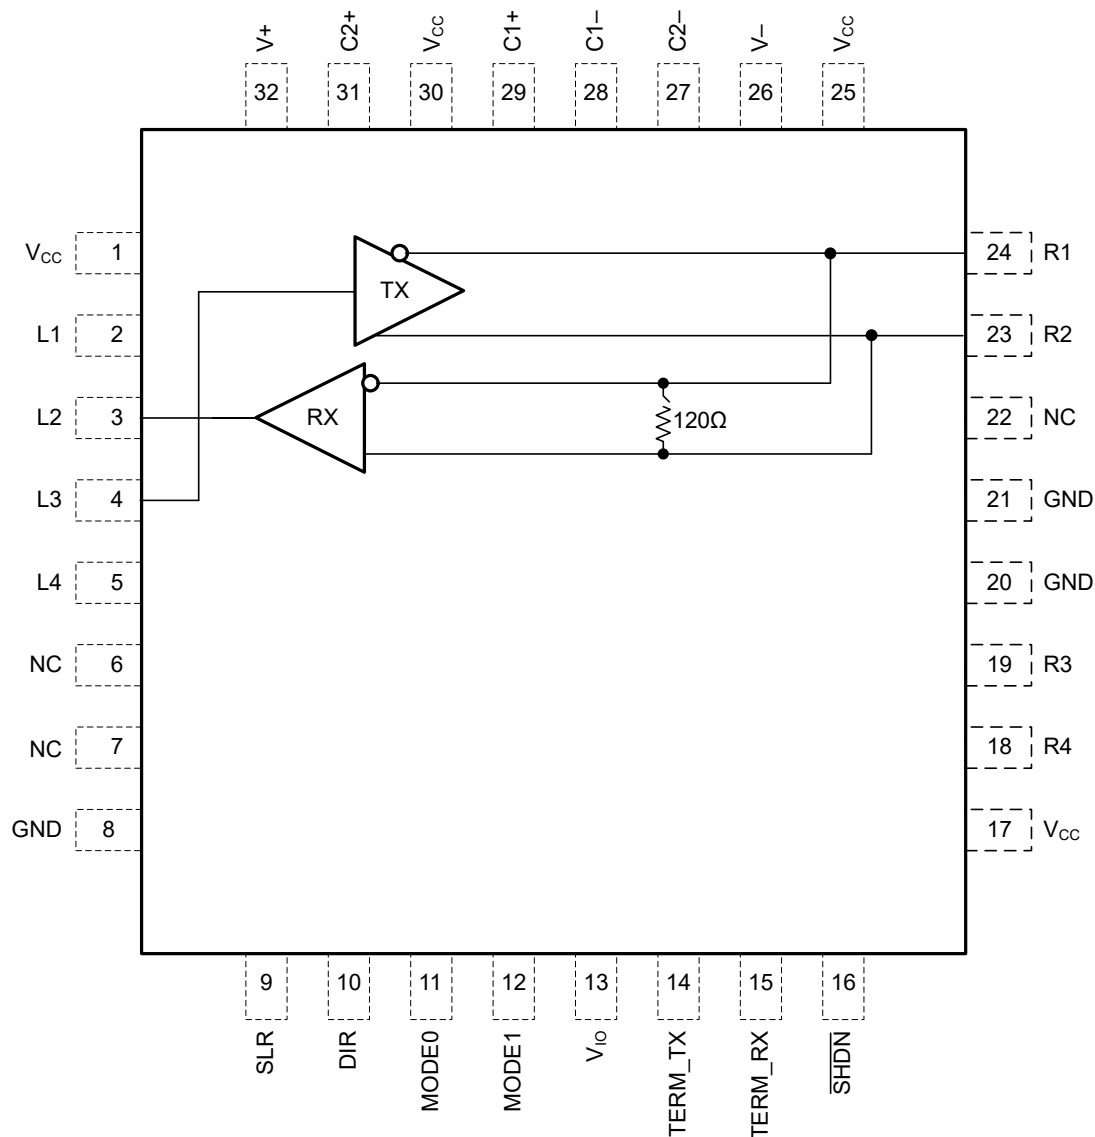 V+ C2+ VCC C1+ C1– C2– V– VCC
32 31 30 29 28 27 26 25
VCC 1
24 R1
TX
L1 2
23 R2
L2 3
RX
120Ω
22 NC
L3 4
21 GND
L4 5
20 GND
NC 6
19 R3
NC 7
18 R4
GND 8
17 VCC
9 10 11 12 13 14 15 16
SLR DIR MODE0 MODE1 VIO TERM_TX TERM_RX SHDN